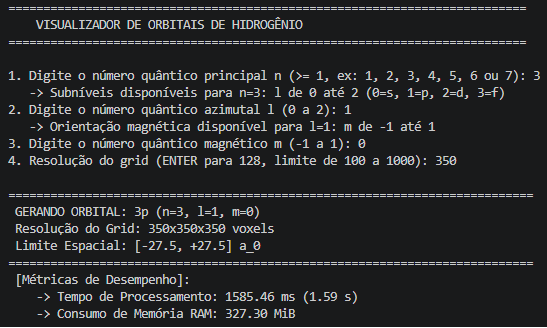 ==========================================================================
VISUALIZADOR DE ORBITAIS DE HIDROGÊNIO
==========================================================================
1. Digite o número quântico principal n (>= 1, ex: 1, 2, 3, 4, 5, 6 ou 7): 3
-> Subníveis disponíveis para n=3: l de 0 até 2 (0=s, 1=p, 2=d, 3=f)
2. Digite o número quântico azimutal l (0 a 2): 1
-> Orientação magnética disponível para l=1: m de -1 até 1
3. Digite o número quântico magnético m (-1 a 1): 0
4. Resolução do grid (ENTER para 128, limite de 100 a 1000): 350
===========================================================================
GERANDO ORBITAL: 3p (n=3, l=1, m=0)
Resolução do Grid: 350x350x350 voxels
Limite Espacial: [-27.5, +27.5] a_0
===========================================================================
[Métricas de Desempenho]:
-> Tempo de Processamento: 1585.46 ms (1.59 s)
-> Consumo de Memória RAM: 327.30 MiB